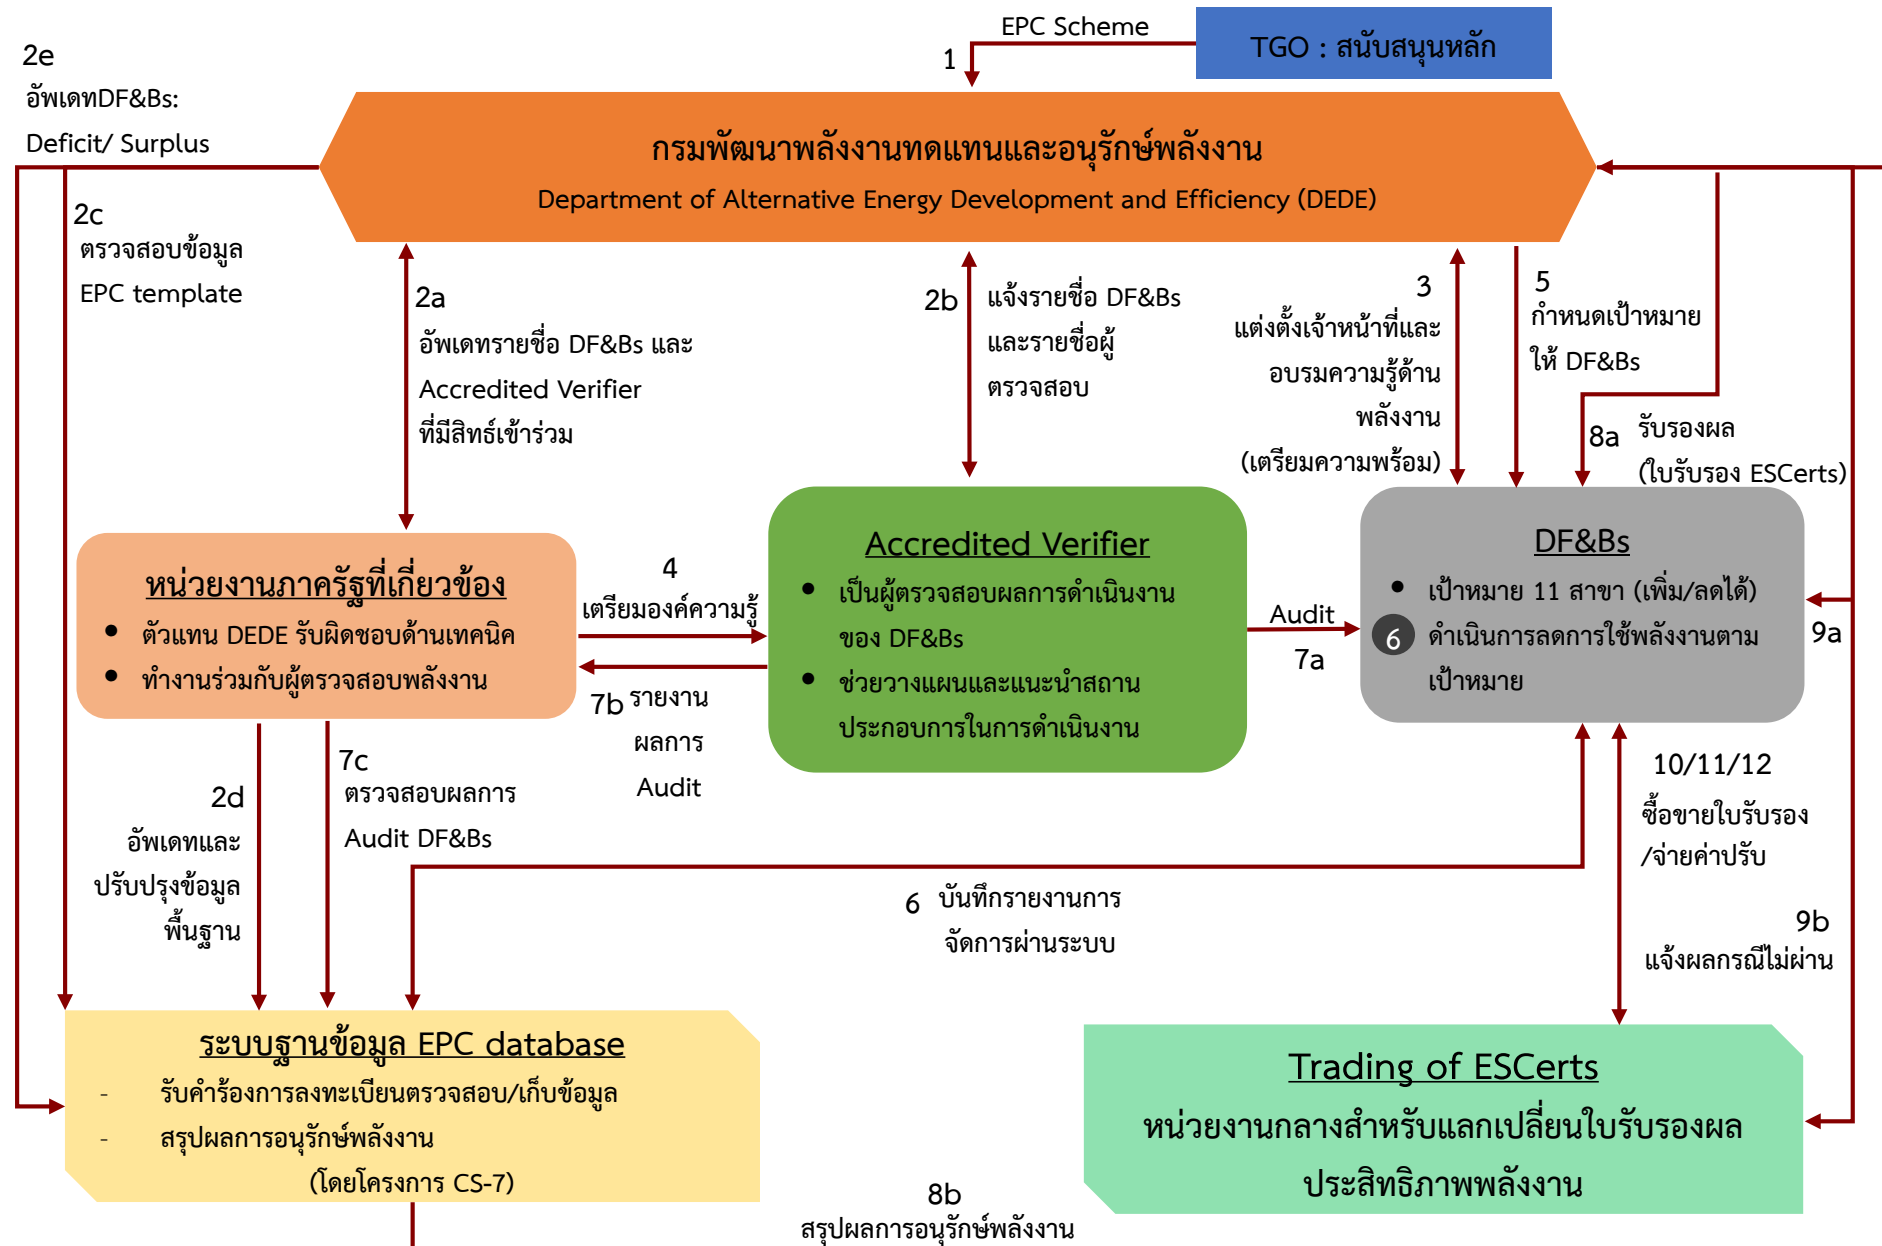 EPC Scheme
TGO : สนับสนุนหลัก
1
2e
อัพเดทDF&Bs:
Deficit/ Surplus
กรมพัฒนาพลังงานทดแทนและอนุรักษ์พลังงาน
Department of Alternative Energy Development and Efficiency (DEDE)
2c
ตรวจสอบข้อมูล
EPC template
2a
อัพเดทรายชื่อ DF&Bs และ
Accredited Verifier
ที่มีสิทธ์เข้าร่วม
2b
แจ้งรายชื่อ DF&Bs
และรายชื่อผู้
ตรวจสอบ
3
แต่งตั้งเจ้าหน้าที่และ
อบรมความรู้ด้าน
พลังงาน
(เตรียมความพร้อม)
5
กำหนดเป้าหมาย
ให้ DF&Bs
8a
รับรองผล
(ใบรับรอง ESCerts)
หน่วยงานภาครัฐที่เกี่ยวข้อง
● ตัวแทน DEDE รับผิดชอบด้านเทคนิค
● ทำงานร่วมกับผู้ตรวจสอบพลังงาน
4
เตรียมองค์ความรู้
7b
รายงาน
ผลการ
Audit
Accredited Verifier
● เป็นผู้ตรวจสอบผลการดำเนินงาน
ของ DF&Bs
● ช่วยวางแผนและแนะนำสถาน
ประกอบการในการดำเนินงาน
Audit
7a
DF&Bs
● เป้าหมาย 11 สาขา (เพิ่ม/ลดได้)
6 ดำเนินการลดการใช้พลังงานตาม
เป้าหมาย
9a
2d
อัพเดทและ
ปรับปรุงข้อมูล
พื้นฐาน
7c
ตรวจสอบผลการ
Audit DF&Bs
6
บันทึกรายงานการ
จัดการผ่านระบบ
10/11/12
ซื้อขายใบรับรอง
/จ่ายค่าปรับ
9b
แจ้งผลกรณีไม่ผ่าน
ระบบฐานข้อมูล EPC database
- รับคำร้องการลงทะเบียนตรวจสอบ/เก็บข้อมูล
- สรุปผลการอนุรักษ์พลังงาน
(โดยโครงการ CS-7)
Trading of ESCerts
หน่วยงานกลางสำหรับแลกเปลี่ยนใบรับรองผล
ประสิทธิภาพพลังงาน
8b
สรุปผลการอนุรักษ์พลังงาน